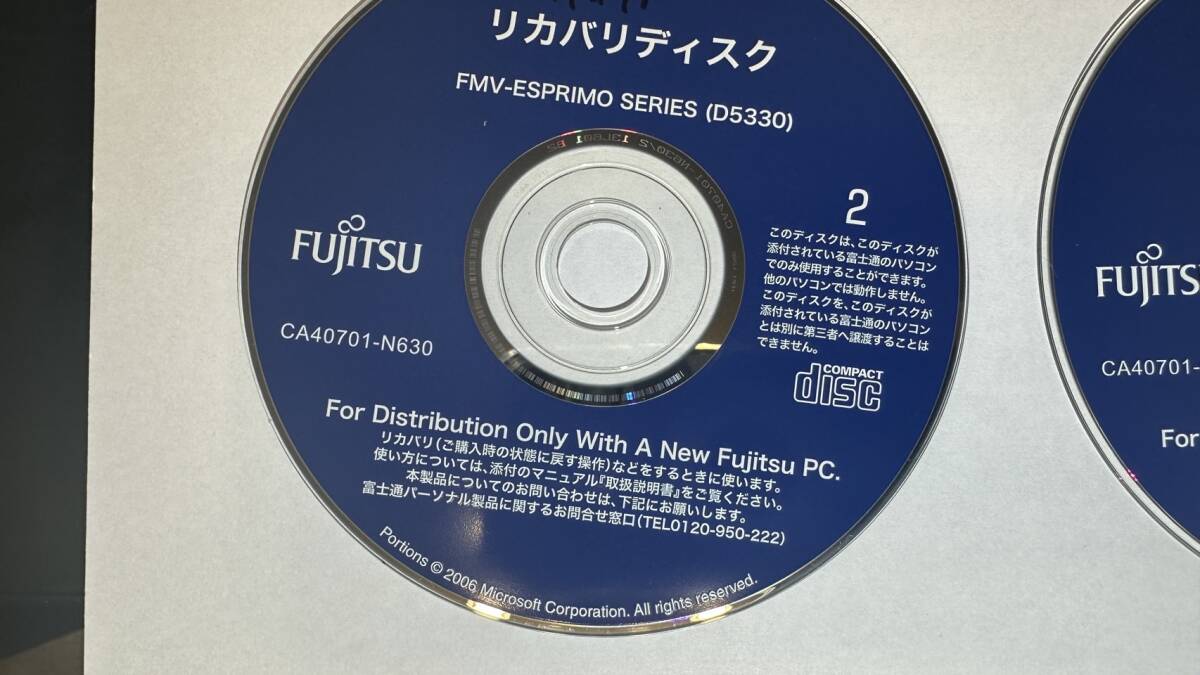 リカバリディスク
FMV-ESPRIMO SERIES (D5330)
2
このディスクは、このディスクが
添付されている富士通のパソコン
でのみ使用することができます。
他のパソコンでは動作しません。
このディスクを、このディスクが
添付されている富士通のパソコン
とは別に第三者へ譲渡することは
できません。
FUJITSU
CA40701-N630
COMPACT
disc
For Distribution Only With A New Fujitsu PC.
リカバリ(ご購入時の状態に戻す操作)などをするときに使います。
使い方については、添付のマニュアル『取扱説明書』をご覧ください。
本製品についてのお問い合わせは、下記にお願いします。
富士通パーソナル製品に関するお問合せ窓口(TEL0120-950-222)
Portions © 2006 Microsoft Corporation. All rights reserved.
FUJITS
CA40701-
For